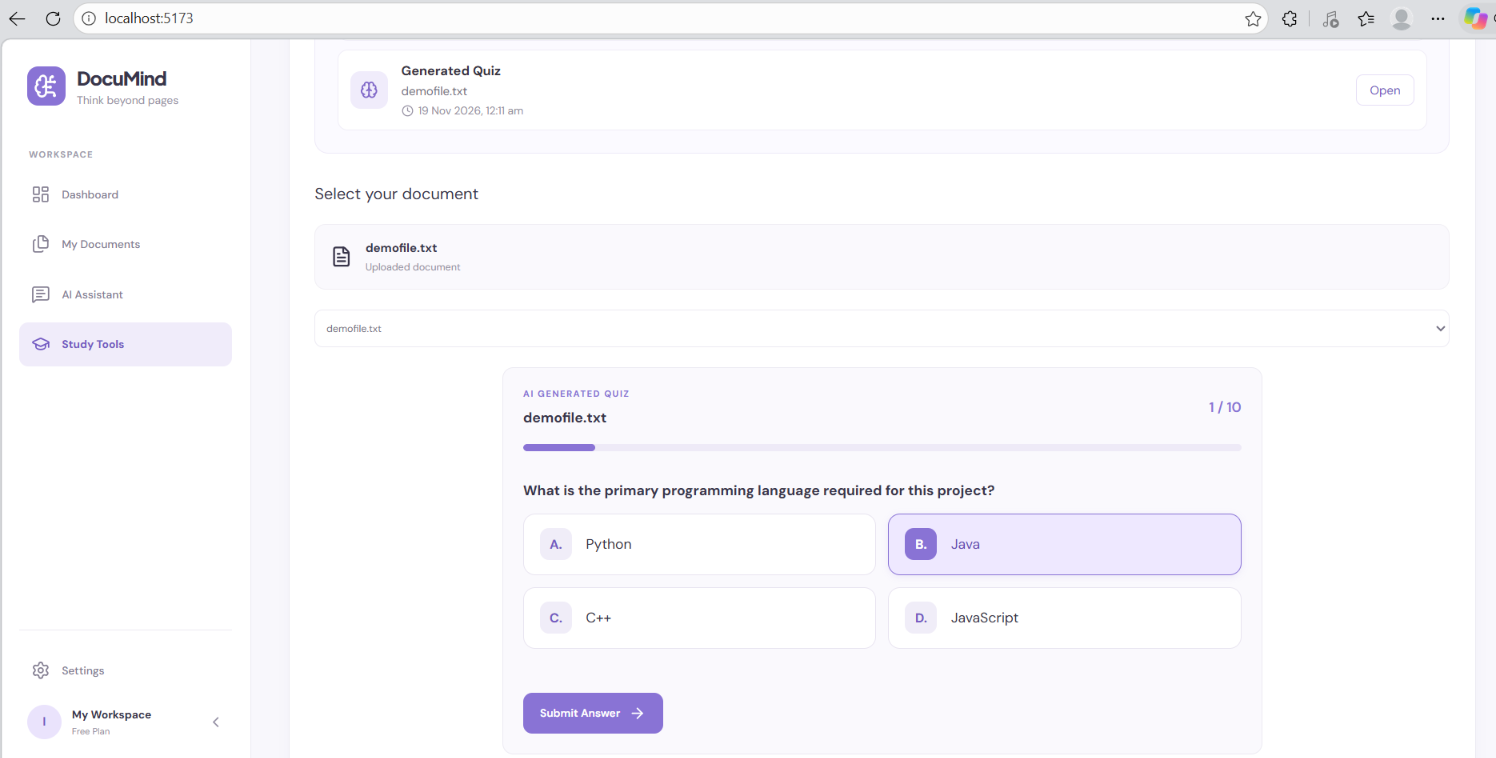 localhost:5173
DocuMind
Think beyond pages
WORKSPACE
Dashboard
My Documents
AI Assistant
Study Tools
Settings
I
My Workspace
Free Plan
Generated Quiz
demofile.txt
19 Nov 2026, 12:11 am
Open
Select your document
demofile.txt
Uploaded document
demofile.txt
AI GENERATED QUIZ
demofile.txt
1 / 10
What is the primary programming language required for this project?
A. Python
B. Java
C. C++
D. JavaScript
Submit Answer